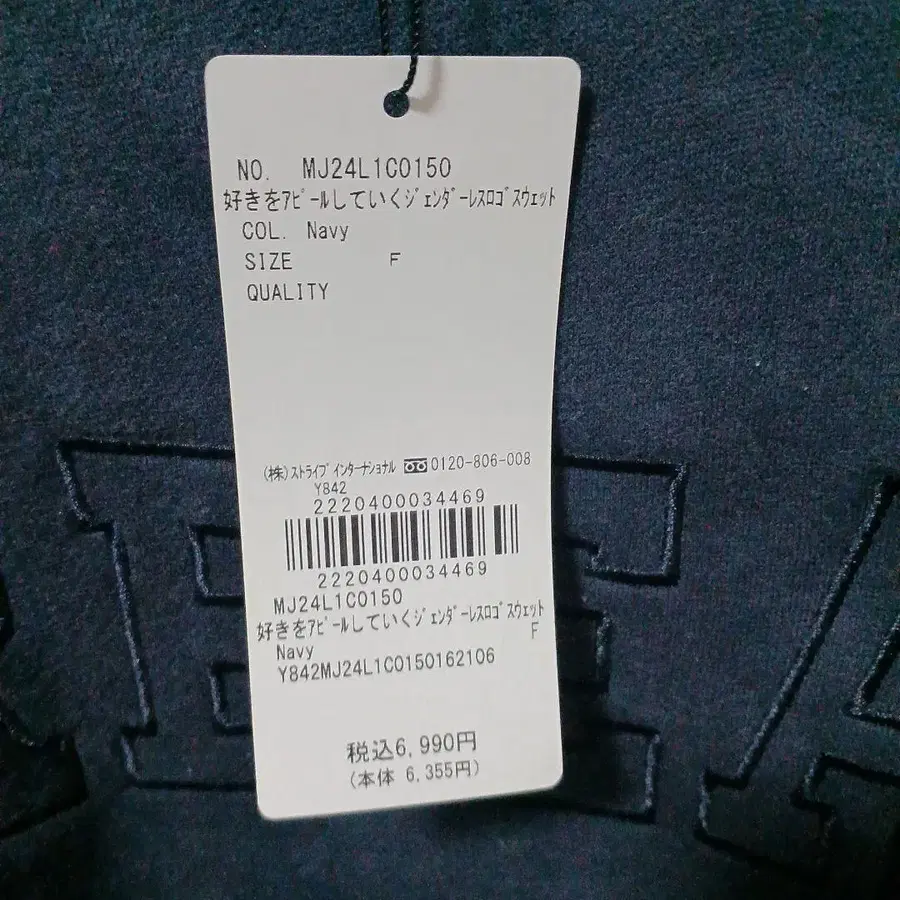 NO. MJ24L1C0150
好きをｱﾋﾟｰﾙしていくｼﾞｪﾝﾀﾞｰﾚｽﾛｺﾞｽｳｪｯﾄ
COL. Navy
SIZE F
QUALITY
(株)ｽﾄﾗｲﾌﾟｲﾝﾀｰﾅｼｮﾅﾙ 0120-806-008
Y842
2220400034469
2220400034469
MJ24L1C0150
好きをｱﾋﾟｰﾙしていくｼﾞｪﾝﾀﾞｰﾚｽﾛｺﾞｽｳｪｯﾄ
Navy F
Y842MJ24L1C0150162106
税込6,990円
(本体 6,355円)